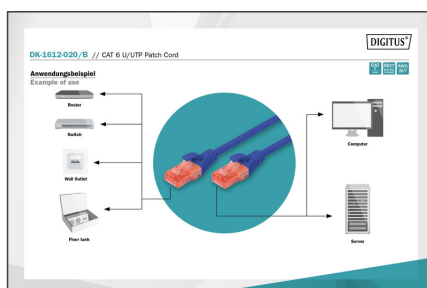 DIGITUS®
DK-1612-020/B // CAT 6 U/UTP Patch Cord
Anwendungsbeispiel
Example of use
Router
Switch
Wall Outlet
Floor tank
Computer
Server